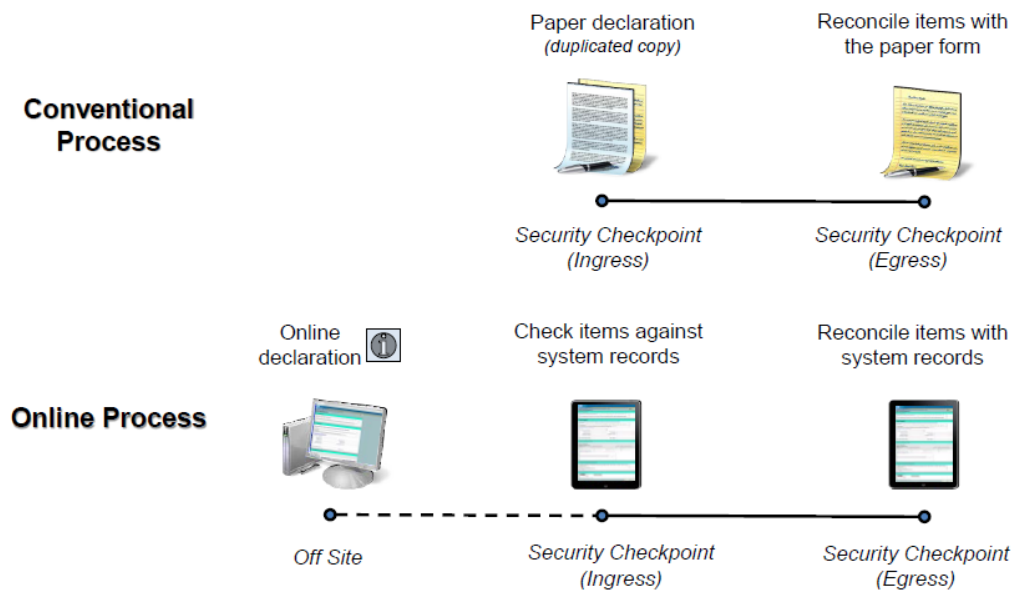 Paper declaration
(duplicated copy)
Reconcile items with
the paper form
Conventional
Process
Security Checkpoint
(Ingress)
Security Checkpoint
(Egress)
Online
declaration
Check items against
system records
Reconcile items with
system records
Online Process
Off Site
Security Checkpoint
(Ingress)
Security Checkpoint
(Egress)